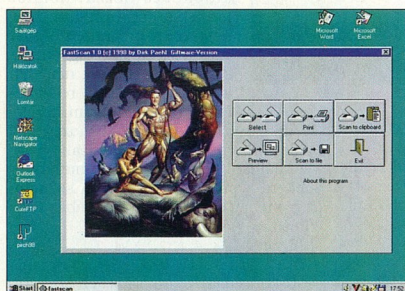 Sajátgép
Hálózatok
Lomtár
Netscape
Navigator
Outlook
Express
CuteFTP
Microsoft
Word
Microsoft
Excel
FastScan 1.0 (c) 1998 by Dirk Paehl Giftware-Version
Select
Print
Scan to clipboard
Preview
Scan to file
Exit
About this program
Start
fastscan
17:52